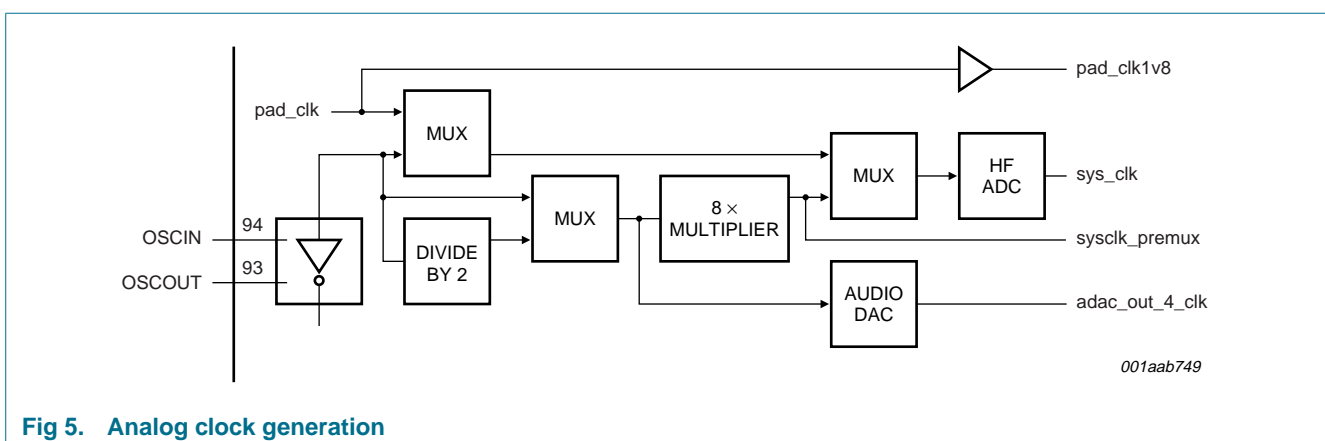 pad_clk1v8
pad_clk
MUX
MUX
HF
ADC
sys_clk
MUX
8 ×
MULTIPLIER
OSCIN
94
sysclk_premux
DIVIDE
BY 2
OSCOUT
93
AUDIO
DAC
adac_out_4_clk
001aab749
Fig 5. Analog clock generation